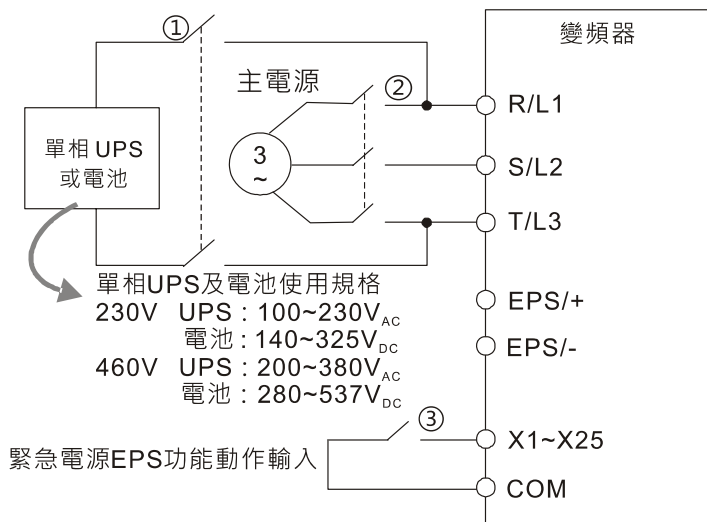 ①
變頻器
主電源
②
R/L1
單相 UPS
或電池
3
~
S/L2
T/L3
單相UPS及電池使用規格
230V UPS : 100~230VAC
電池 : 140~325VDC
460V UPS : 200~380VAC
電池 : 280~537VDC
EPS/+
EPS/-
③
X1~X25
緊急電源EPS功能動作輸入
COM